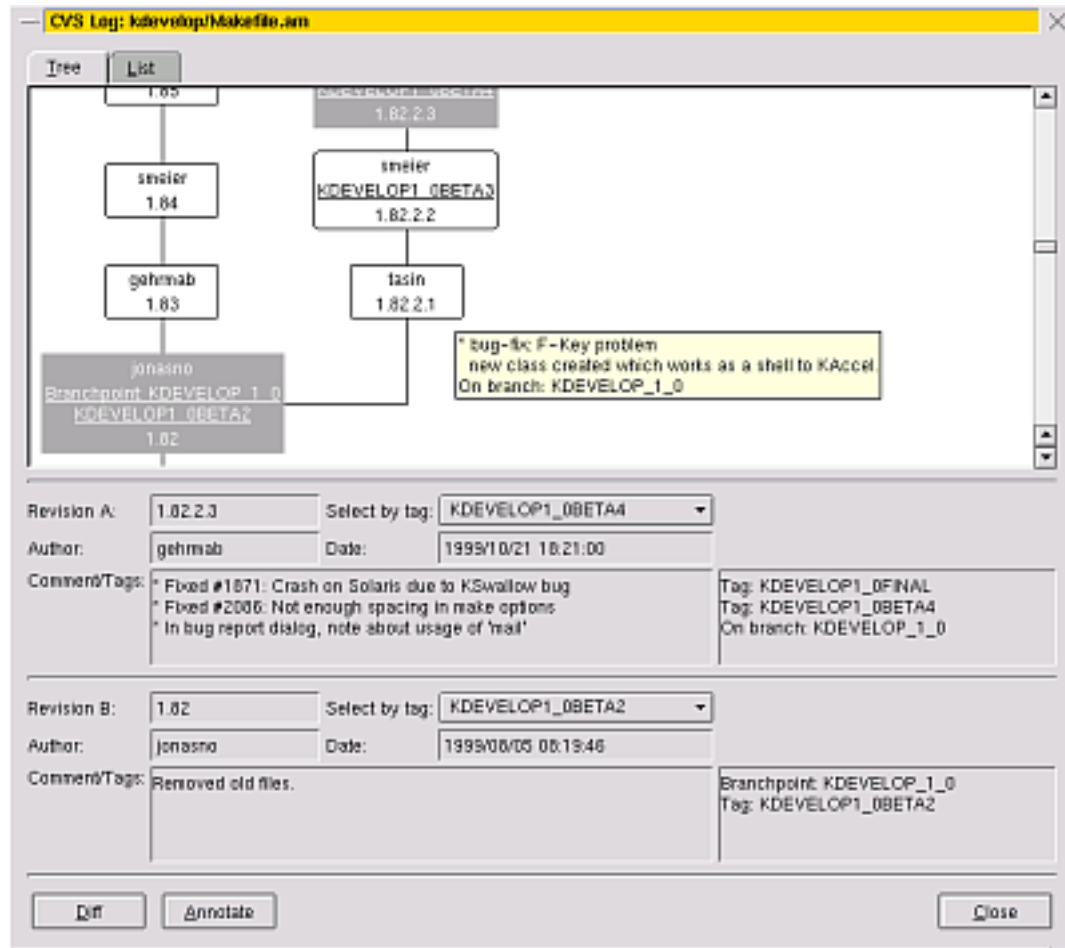 CVS Log: kdevelop/Makefile.am
Tree List
1.85
KDEVELOP1_0BETA4
1.82.2.3
smeier
1.84
smeier
KDEVELOP1_0BETA3
1.82.2.2
gehrmab
1.83
tasin
1.82.2.1
* bug-fix: F-Key problem
new class created which works as a shell to KAccel.
On branch: KDEVELOP_1_0
jonasno
Branchpoint: KDEVELOP_1_0
KDEVELOP1_0BETA2
1.82
Revision A: 1.82.2.3 Select by tag: KDEVELOP1_0BETA4
Author: gehrmab Date: 1999/10/21 18:21:00
Comment/Tags:
* Fixed #1871: Crash on Solaris due to KSwallow bug
* Fixed #2086: Not enough spacing in make options
* In bug report dialog, note about usage of 'mail'
Tag: KDEVELOP1_0FINAL
Tag: KDEVELOP1_0BETA4
On branch: KDEVELOP_1_0
Revision B: 1.82 Select by tag: KDEVELOP1_0BETA2
Author: jonasno Date:
Comment/Tags: Removed old files.
Branchpoint: KDEVELOP_1_0
Tag: KDEVELOP1_0BETA2
Diff Annotate Close